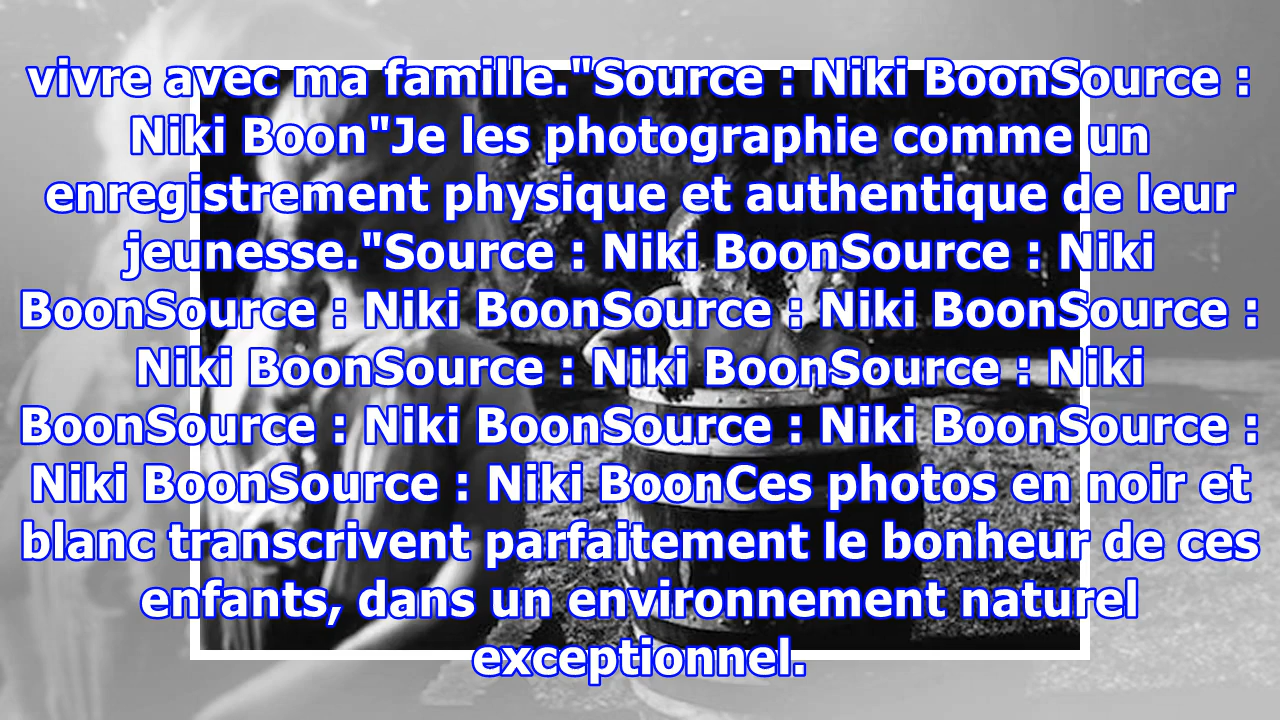 vivre avec ma famille."Source : Niki BoonSource :
Niki Boon"Je les photographie comme un
enregistrement physique et authentique de leur
jeunesse."Source : Niki BoonSource : Niki
BoonSource : Niki BoonSource : Niki BoonSource :
Niki BoonSource : Niki BoonSource : Niki
BoonSource : Niki BoonSource : Niki BoonSource :
Niki BoonSource : Niki BoonCes photos en noir et
blanc transcrivent parfaitement le bonheur de ces
enfants, dans un environnement naturel
exceptionnel.